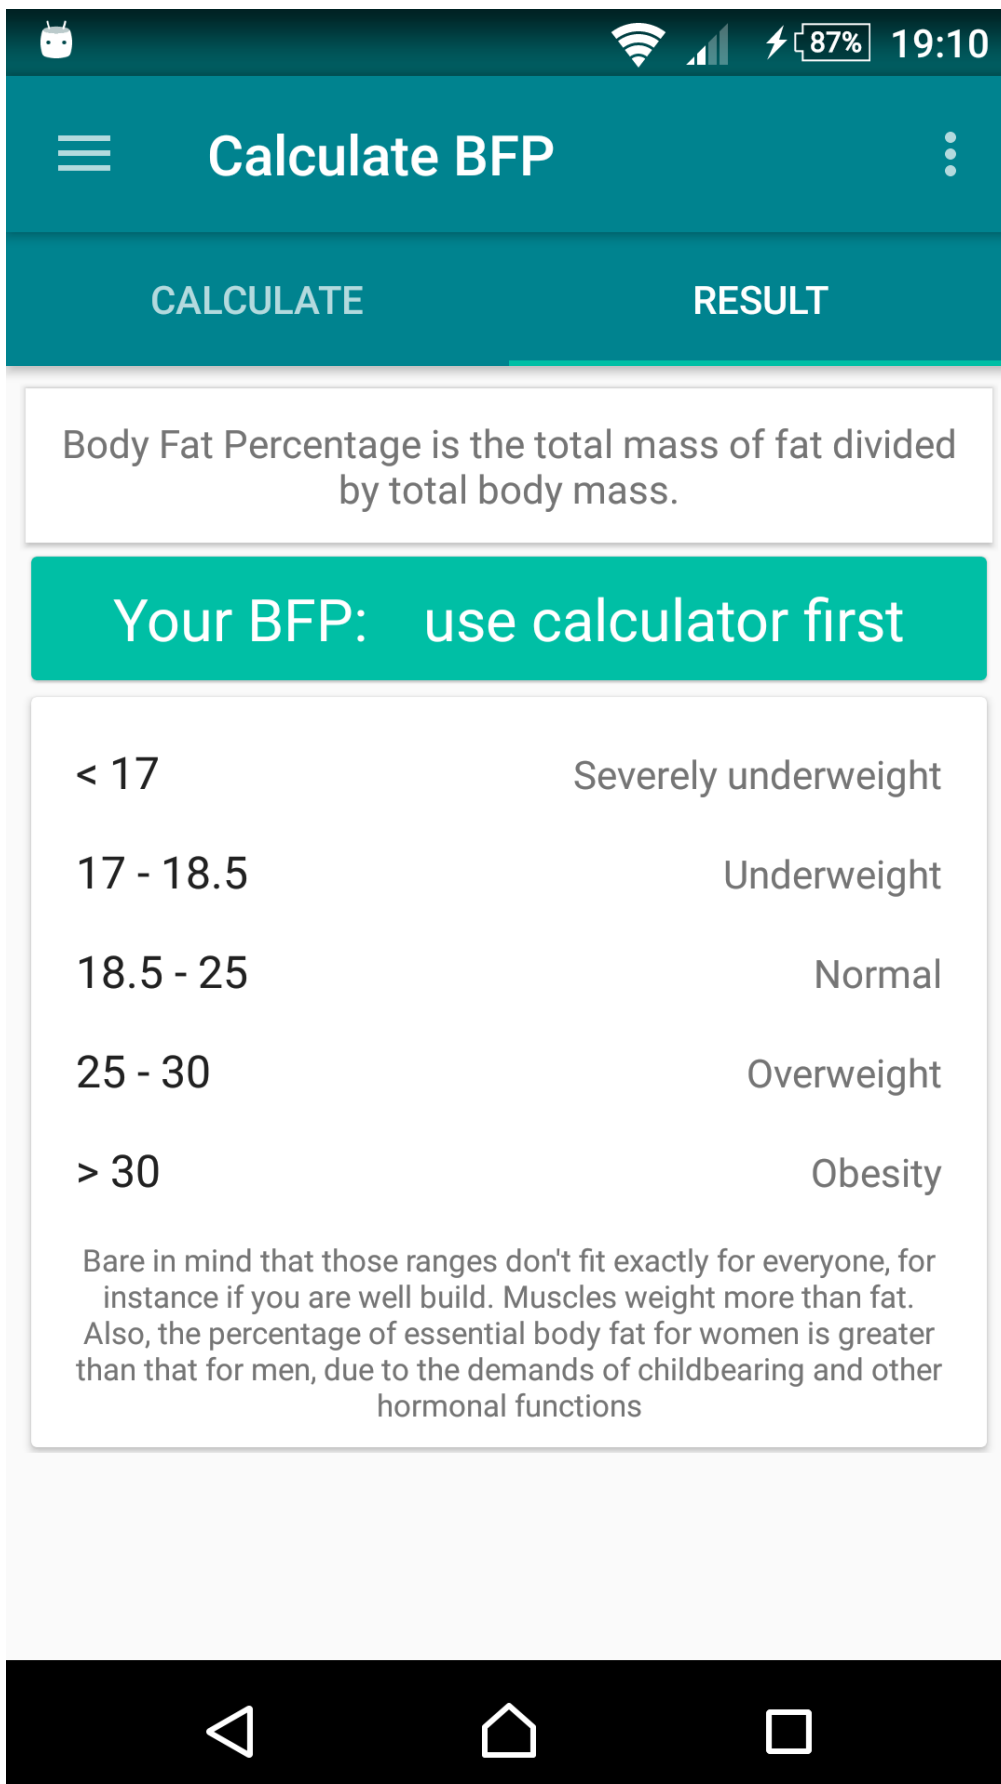 87% 19:10
Calculate BFP
CALCULATE RESULT
Body Fat Percentage is the total mass of fat divided
by total body mass.
Your BFP: use calculator first
< 17 Severely underweight
17 - 18.5 Underweight
18.5 - 25 Normal
25 - 30 Overweight
> 30 Obesity
Bare in mind that those ranges don't fit exactly for everyone, for
instance if you are well build. Muscles weight more than fat.
Also, the percentage of essential body fat for women is greater
than that for men, due to the demands of childbearing and other
hormonal functions